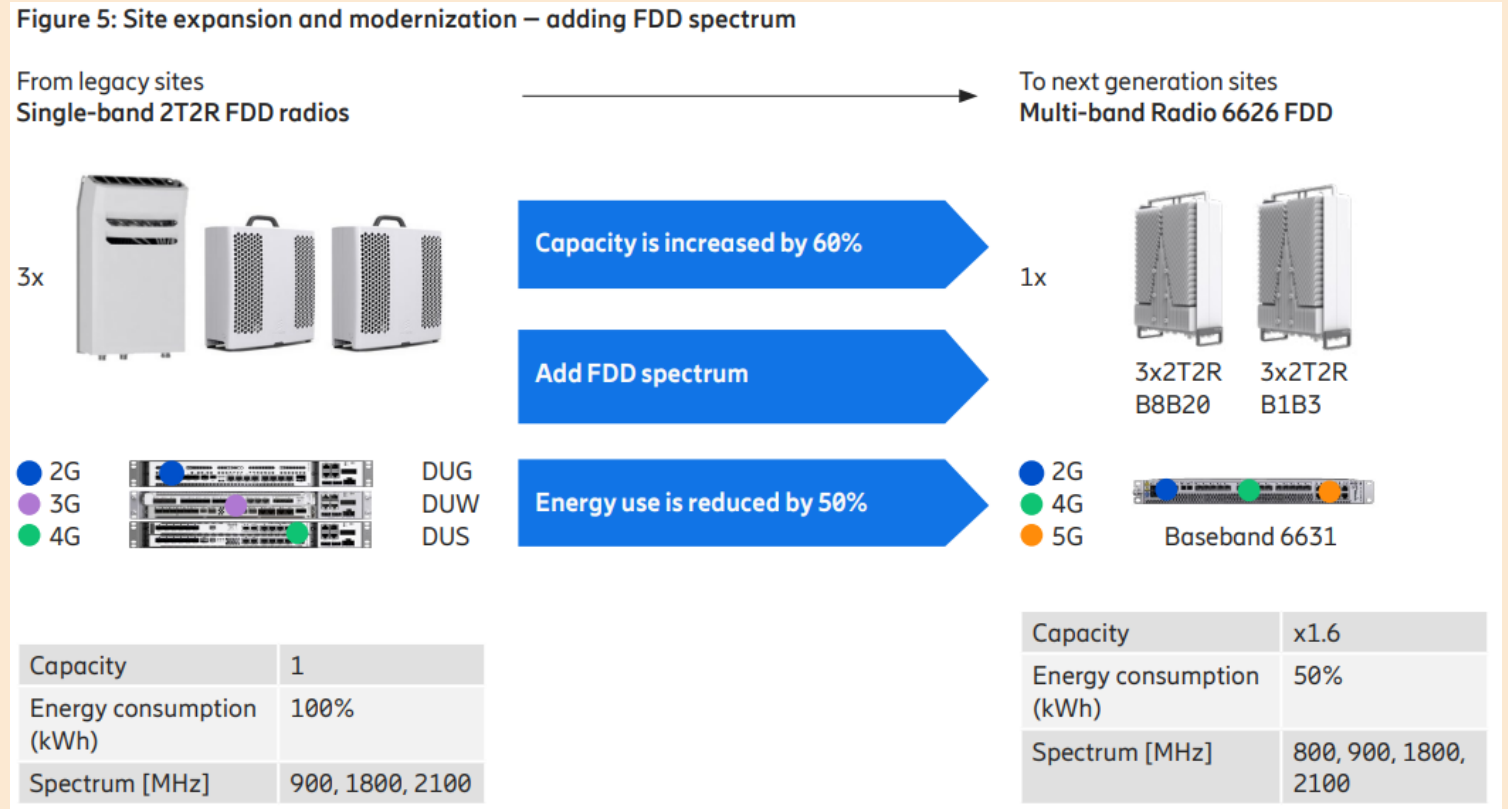 Figure 5: Site expansion and modernization – adding FDD spectrum
From legacy sites
Single-band 2T2R FDD radios
To next generation sites
Multi-band Radio 6626 FDD
3x
Capacity is increased by 60%
Add FDD spectrum
Energy use is reduced by 50%
1x
3x2T2R
B8B20
3x2T2R
B1B3
2G
3G
4G
DUG
DUW
DUS
2G
4G
5G
Baseband 6631
Capacity 1
Energy consumption 100%
(kWh)
Spectrum [MHz] 900, 1800, 2100
Capacity x1.6
Energy consumption 50%
(kWh)
Spectrum [MHz] 800, 900, 1800,
2100